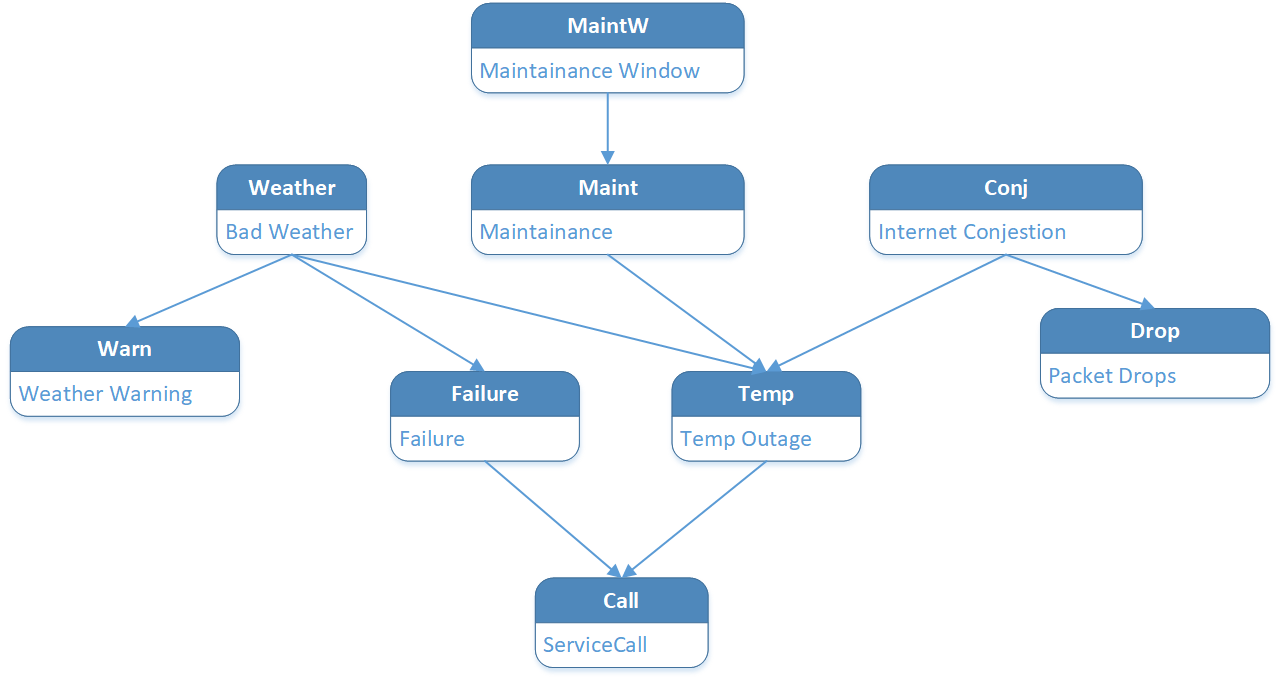 MaintW
Maintainance Window
Weather
Bad Weather
Maint
Maintainance
Conj
Internet Conjestion
Warn
Weather Warning
Failure
Failure
Temp
Temp Outage
Drop
Packet Drops
Call
ServiceCall